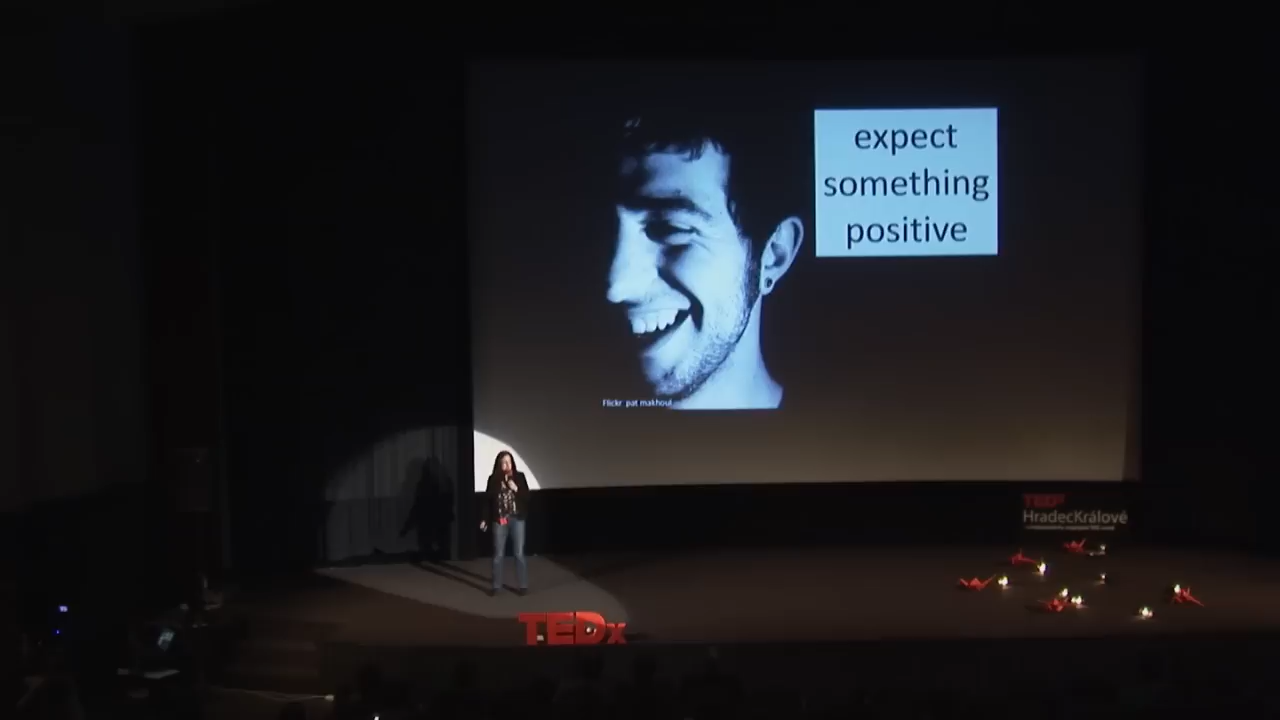 expect
something
positive
Flickr pat makhoul
TEDx
HradecKrálové
TEDx